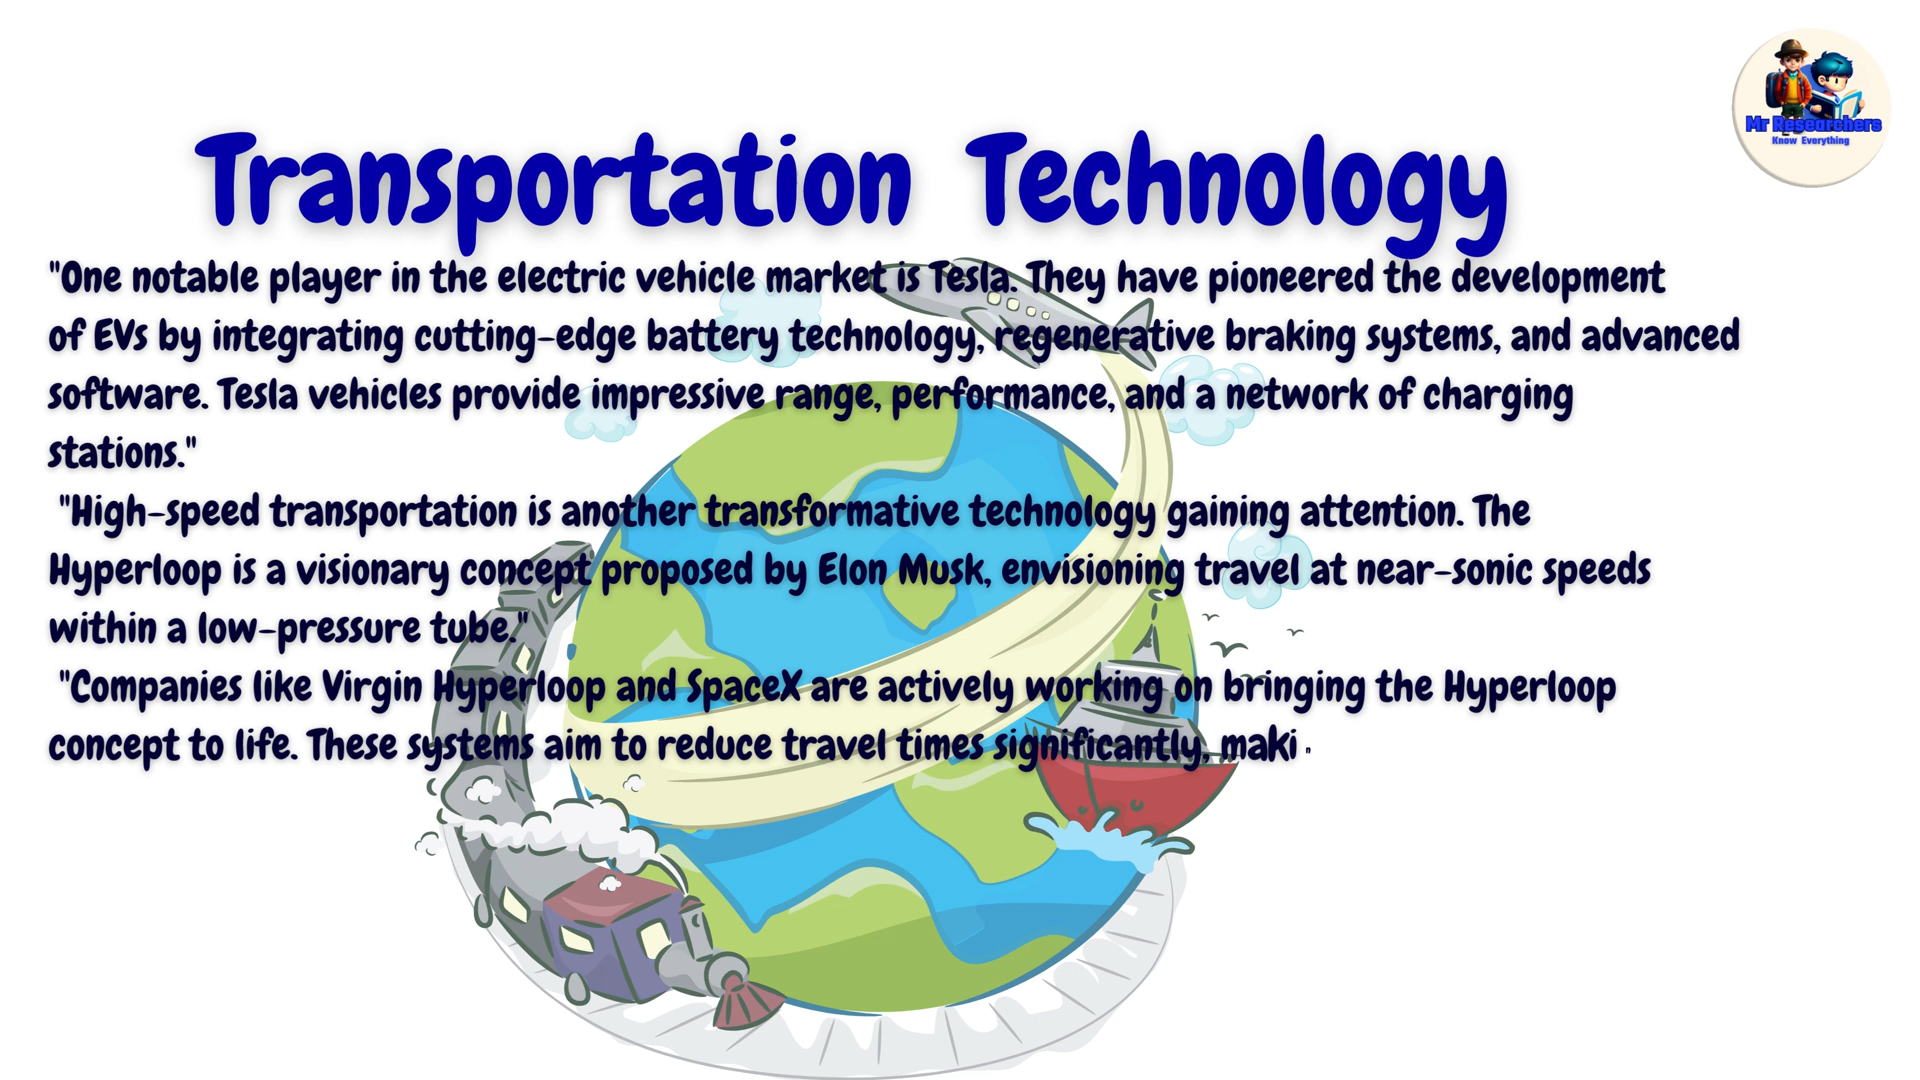 Mr Researchers
Know Everything
Transportation Technology
"One notable player in the electric vehicle market is Tesla. They have pioneered the development
of EVs by integrating cutting-edge battery technology, regenerative braking systems, and advanced
software. Tesla vehicles provide impressive range, performance, and a network of charging
stations."
"High-speed transportation is another transformative technology gaining attention. The
Hyperloop is a visionary concept proposed by Elon Musk, envisioning travel at near-sonic speeds
within a low-pressure tube."
"Companies like Virgin Hyperloop and SpaceX are actively working on bringing the Hyperloop
concept to life. These systems aim to reduce travel times significantly, maki